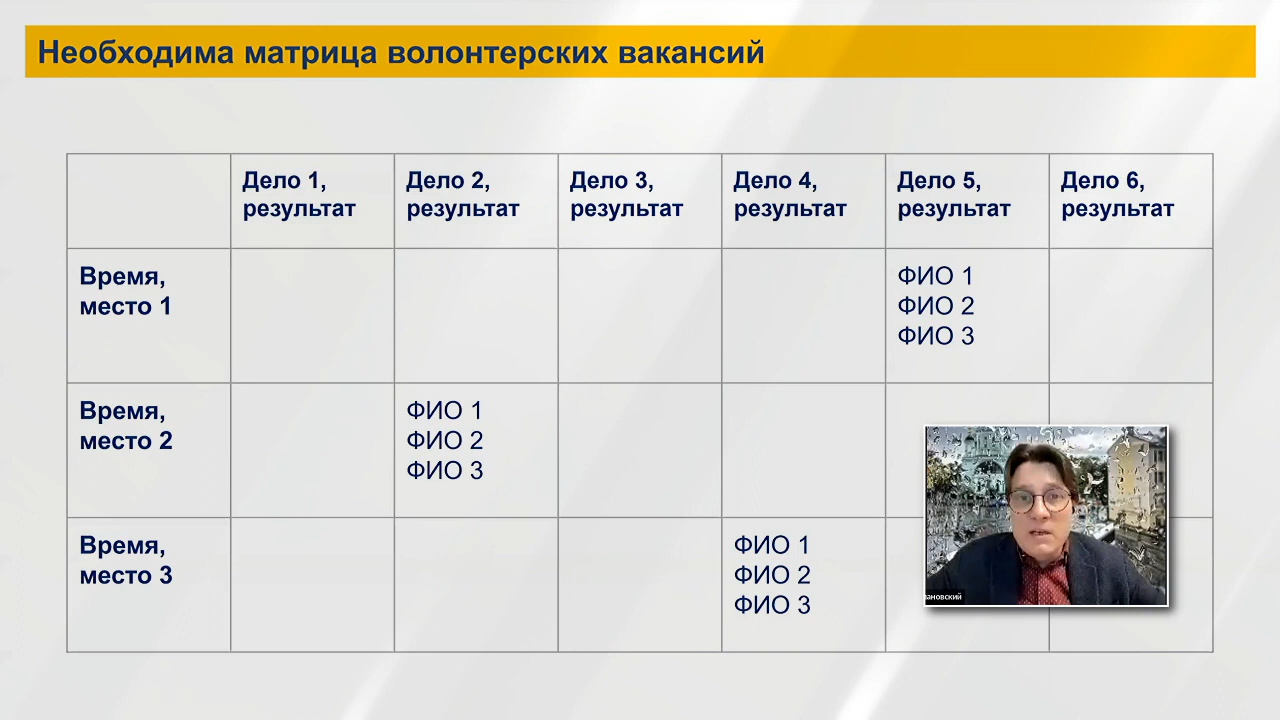 Необходима матрица волонтерских вакансий
Дело 1,
результат
Дело 2,
результат
Дело 3,
результат
Дело 4,
результат
Дело 5,
результат
Дело 6,
результат
Время,
место 1
ФИО 1
ФИО 2
ФИО 3
Время,
место 2
ФИО 1
ФИО 2
ФИО 3
Время,
место 3
ФИО 1
ФИО 2
ФИО 3